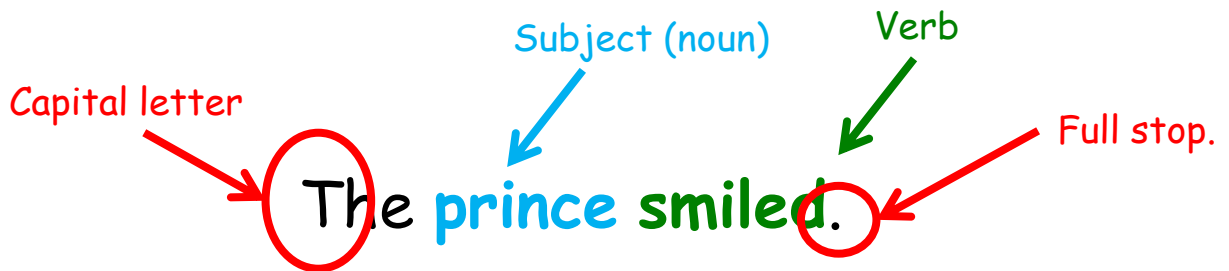 Subject (noun)
Verb
Capital letter
Full stop.
The prince smiled.